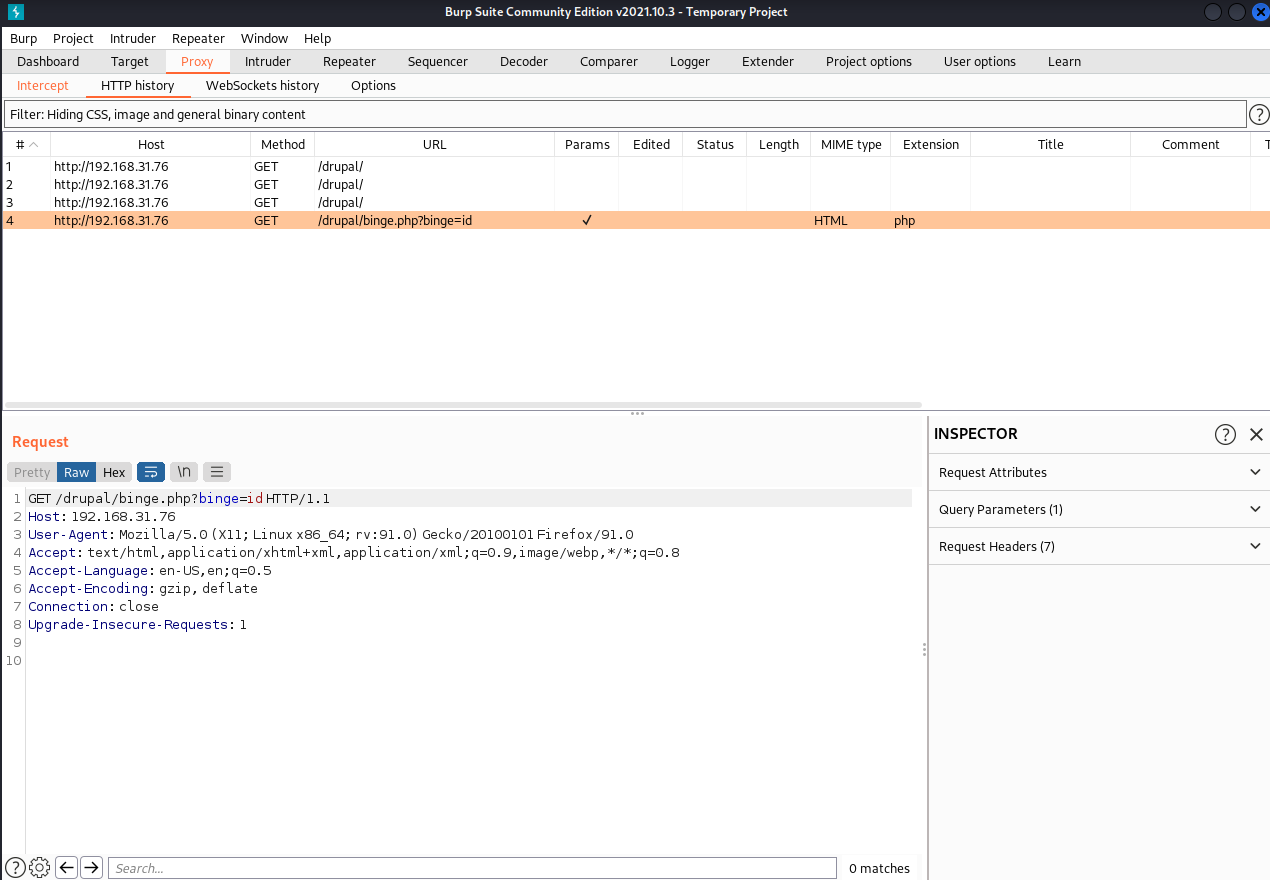 Burp Suite Community Edition v2021.10.3 - Temporary Project
Burp Project Intruder Repeater Window Help
Dashboard Target Proxy Intruder Repeater Sequencer Decoder Comparer Logger Extender Project options User options Learn
Intercept HTTP history WebSockets history Options
Filter: Hiding CSS, image and general binary content
?
# Host Method URL Params Edited Status Length MIME type Extension Title Comment T
1 http://192.168.31.76 GET /drupal/
2 http://192.168.31.76 GET /drupal/
3 http://192.168.31.76 GET /drupal/
4 http://192.168.31.76 GET /drupal/binge.php?binge=id ✓ HTML php
Request
Pretty Raw Hex \n
1 GET /drupal/binge.php?binge=id HTTP/1.1
2 Host: 192.168.31.76
3 User-Agent: Mozilla/5.0 (X11; Linux x86_64; rv:91.0) Gecko/20100101 Firefox/91.0
4 Accept: text/html,application/xhtml+xml,application/xml;q=0.9,image/webp,*/*;q=0.8
5 Accept-Language: en-US,en;q=0.5
6 Accept-Encoding: gzip, deflate
7 Connection: close
8 Upgrade-Insecure-Requests: 1
9
10
? Search... 0 matches
INSPECTOR ?
Request Attributes
Query Parameters (1)
Request Headers (7)